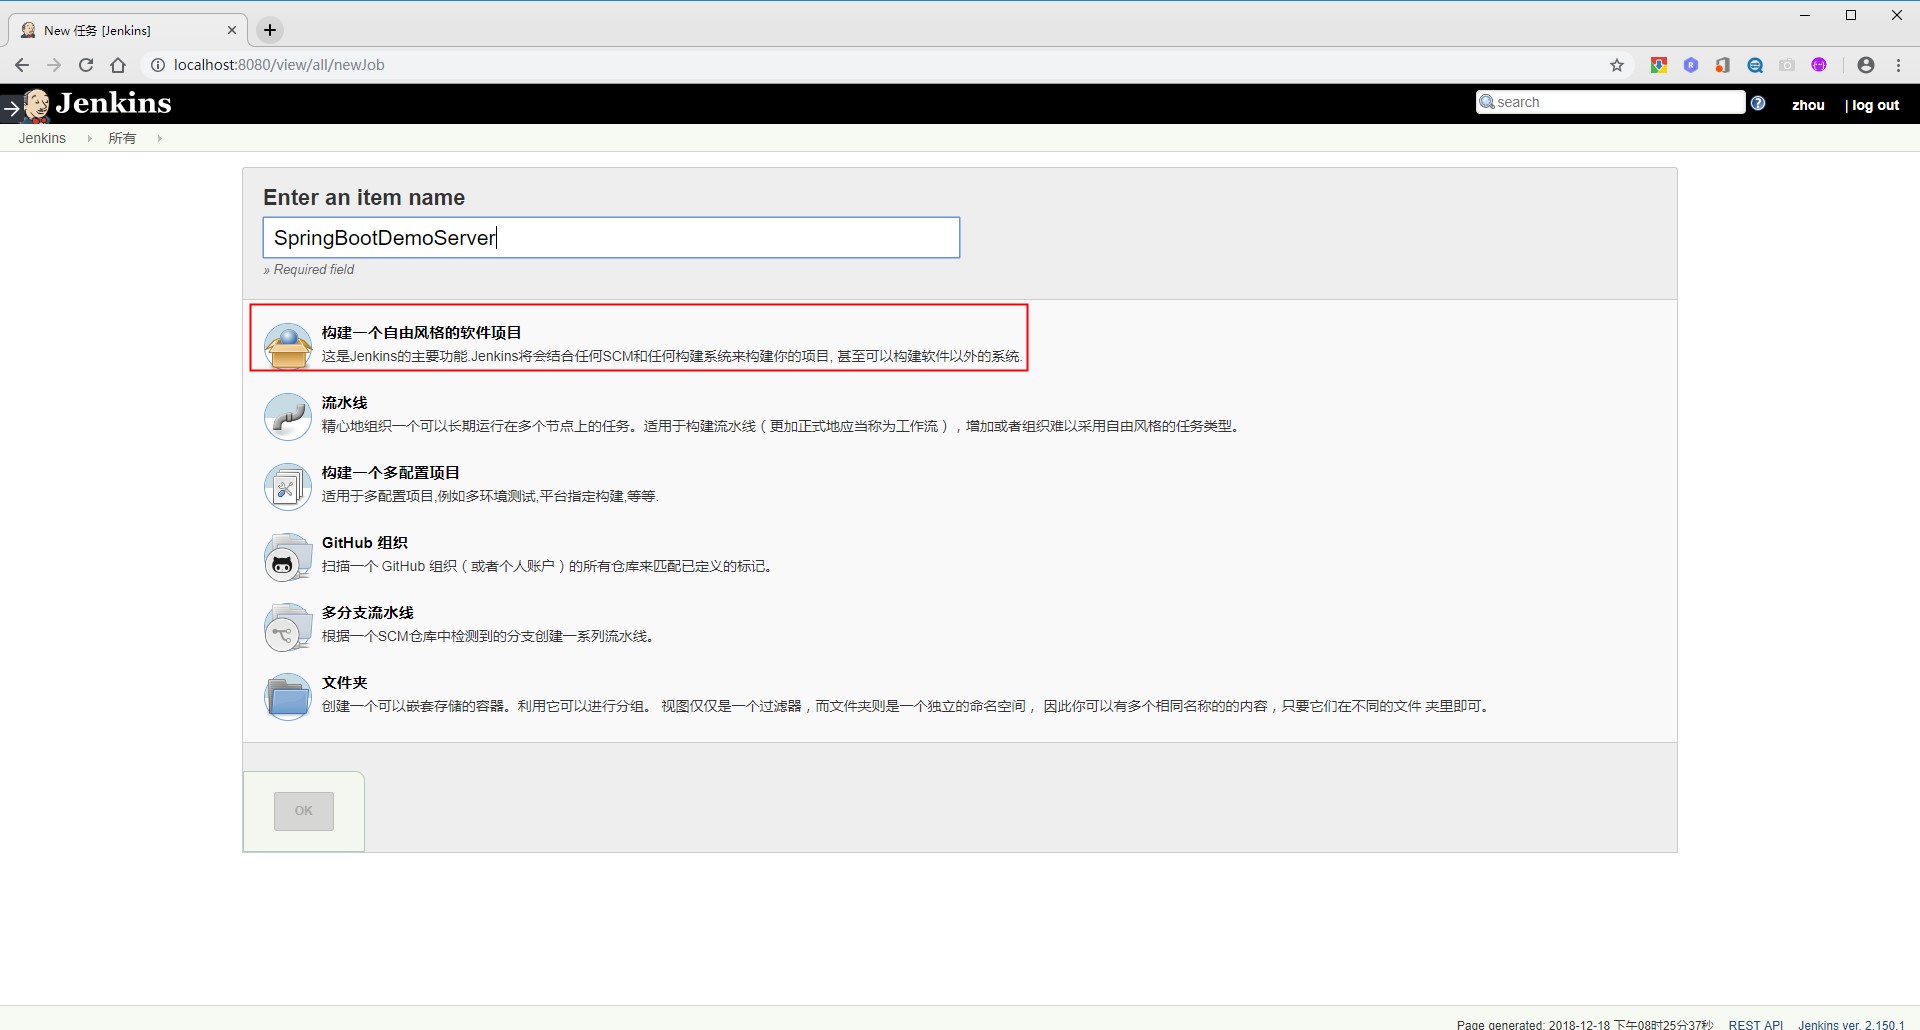 New 任务 [Jenkins]
localhost:8080/view/all/newJob
Jenkins
search
zhou
| log out
Jenkins
所有
Enter an item name
SpringBootDemoServer
» Required field
构建一个自由风格的软件项目
这是Jenkins的主要功能.Jenkins将会结合任何SCM和任何构建系统来构建你的项目, 甚至可以构建软件以外的系统.
流水线
精心地组织一个可以长期运行在多个节点上的任务。适用于构建流水线（更加正式地应当称为工作流），增加或者组织难以采用自由风格的任务类型。
构建一个多配置项目
适用于多配置项目,例如多环境测试,平台指定构建,等等.
GitHub 组织
扫描一个 GitHub 组织（或者个人账户）的所有仓库来匹配已定义的标记。
多分支流水线
根据一个SCM仓库中检测到的分支创建一系列流水线。
文件夹
创建一个可以嵌套存储的容器。利用它可以进行分组。 视图仅仅是一个过滤器，而文件夹则是一个独立的命名空间， 因此你可以有多个相同名称的的内容，只要它们在不同的文件 夹里即可。
OK
Page generated: 2018-12-18 下午08时25分37秒 REST API Jenkins ver. 2.150.1